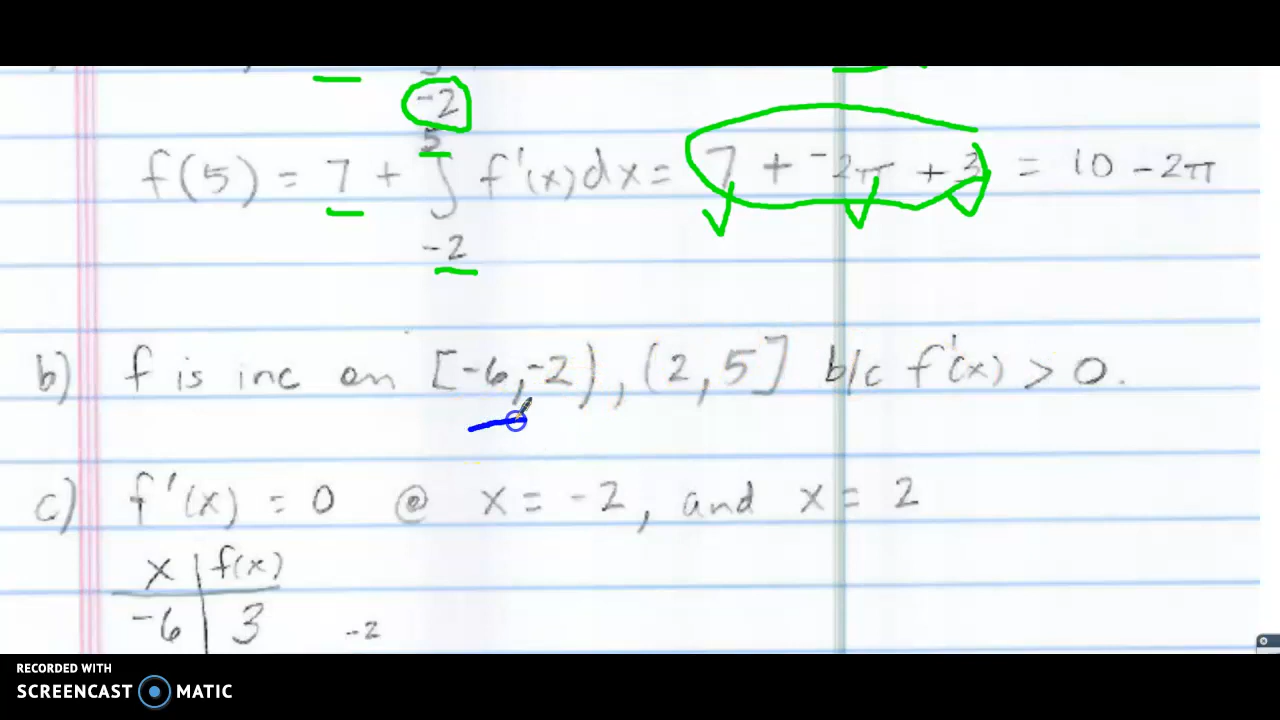 -2
5
f(5) = 7 + ∫ f'(x)dx = 7 + -2π + 3 = 10 - 2π
-2
b) f is inc on [-6,-2), (2,5] b/c f'(x) > 0.
c) f'(x) = 0 @ x = -2, and x = 2
x | f(x)
-6 | 3 -2
RECORDED WITH
SCREENCAST MATIC